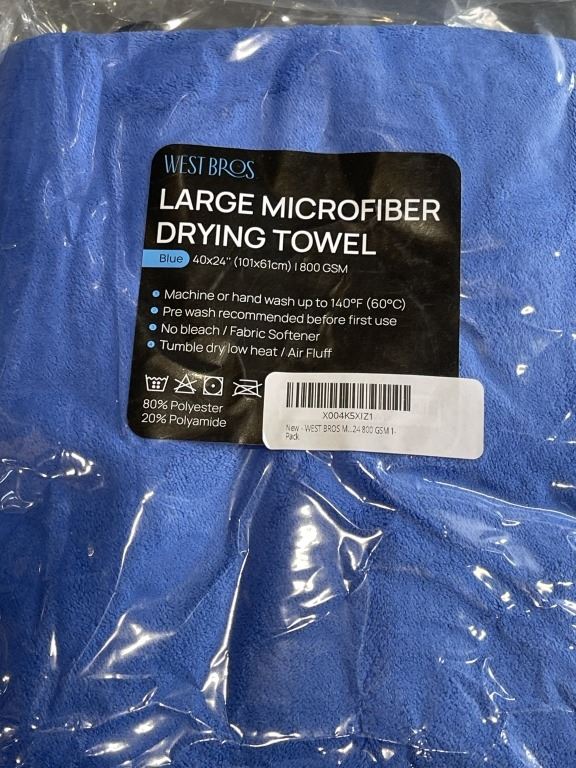 WEST BROS.
LARGE MICROFIBER
DRYING TOWEL
Blue 40x24" (101x61cm) | 800 GSM
• Machine or hand wash up to 140°F (60°C)
• Pre wash recommended before first use
• No bleach / Fabric Softener
• Tumble dry low heat / Air Fluff
80% Polyester
20% Polyamide
X004K5XIZ1
New - WEST BROS M...24 800 GSM 1-
Pack